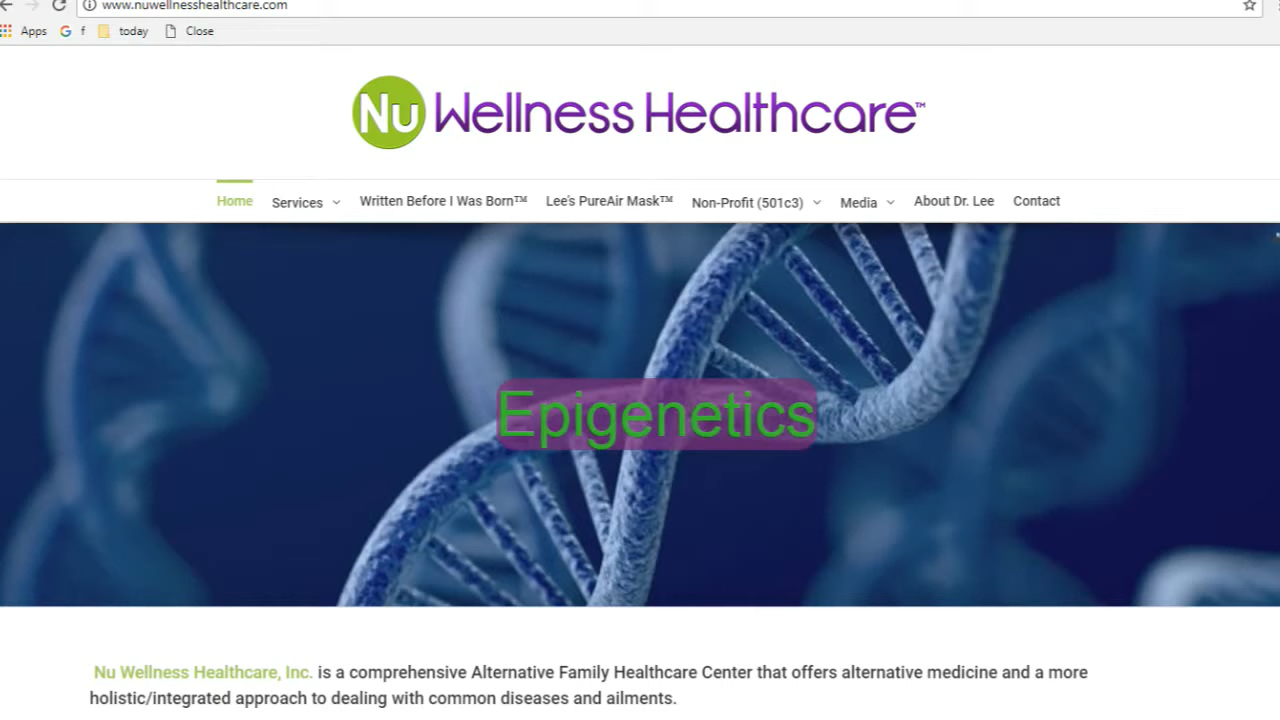 www.nuwellnesshealthcare.com
Apps f today Close
Nu Wellness Healthcare™
Home Services Written Before I Was Born™ Lee's PureAir Mask™ Non-Profit (501c3) Media About Dr. Lee Contact
Epigenetics
Nu Wellness Healthcare, Inc. is a comprehensive Alternative Family Healthcare Center that offers alternative medicine and a more
holistic/integrated approach to dealing with common diseases and ailments.